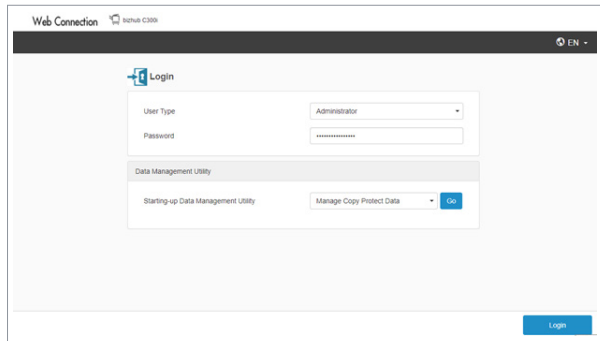 Web Connection bizhub C300i
EN
Login
User Type Administrator
Password ••••••••••••••••
Data Management Utility
Starting-up Data Management Utility Manage Copy Protect Data Go
Login